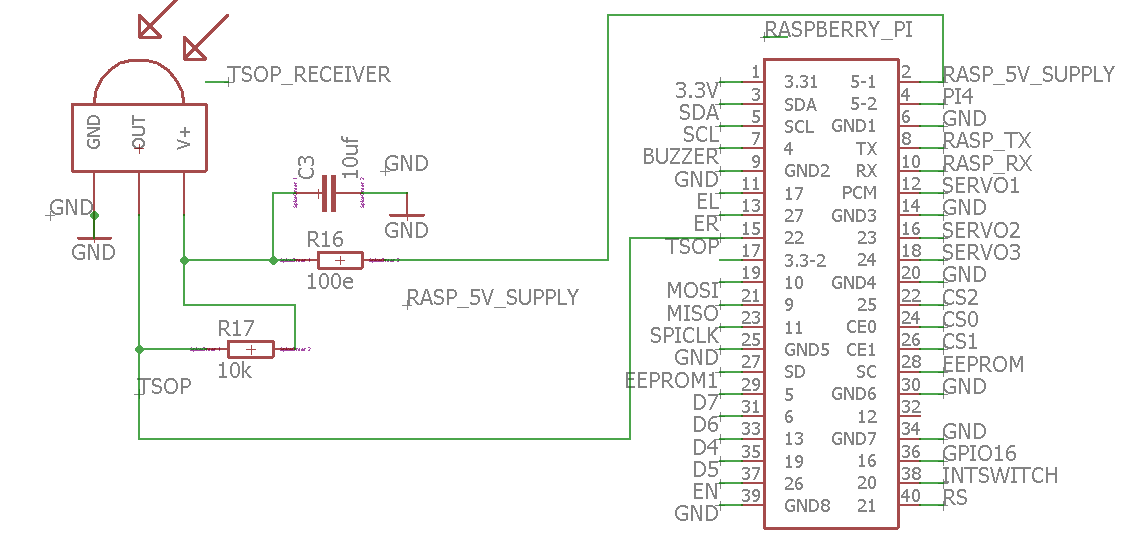 RASPBERRY_PI
TSOP_RECEIVER
GND
OUT
V+
GND
GND
C3
10uf
GND
GND
R16
100e
RASP_5V_SUPPLY
R17
10k
TSOP
1 3.31 5-1 2 RASP_5V_SUPPLY
3.3V 3 SDA 5-2 4 PI4
SDA 5 SCL GND1 6 GND
SCL 7 4 TX 8 RASP_TX
BUZZER 9 GND2 RX 10 RASP_RX
GND 11 17 PCM 12 SERVO1
EL 13 27 GND3 14 GND
ER 15 22 23 16 SERVO2
TSOP 17 3.3-2 24 18 SERVO3
19 10 GND4 20 GND
MOSI 21 9 25 22 CS2
MISO 23 11 CE0 24 CS0
SPICLK 25 GND5 CE1 26 CS1
GND 27 SD SC 28 EEPROM
EEPROM1 29 5 GND6 30 GND
D7 31 6 12 32
D6 33 13 GND7 34 GND
D4 35 19 16 36 GPIO16
D5 37 26 20 38 INTSWITCH
EN 39 GND8 21 40 RS
GND